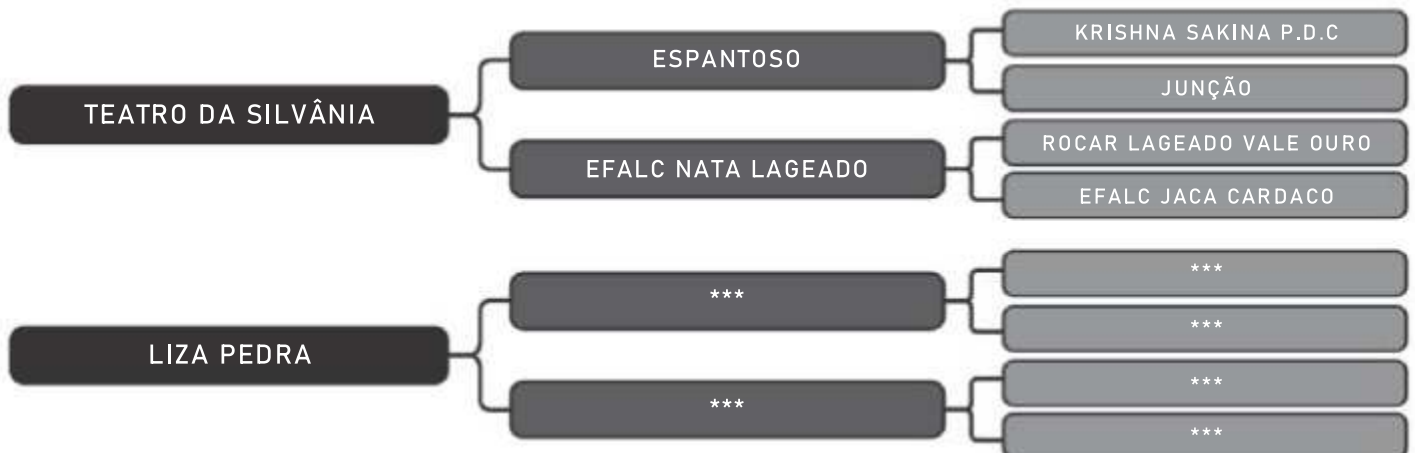 TEATRO DA SILVÂNIA
ESPANTOSO
KRISHNA SAKINA P.D.C
JUNÇÃO
EFALC NATA LAGEADO
ROCAR LAGEADO VALE OURO
EFALC JACA CARDACO
LIZA PEDRA
***
***
***
***
***
***